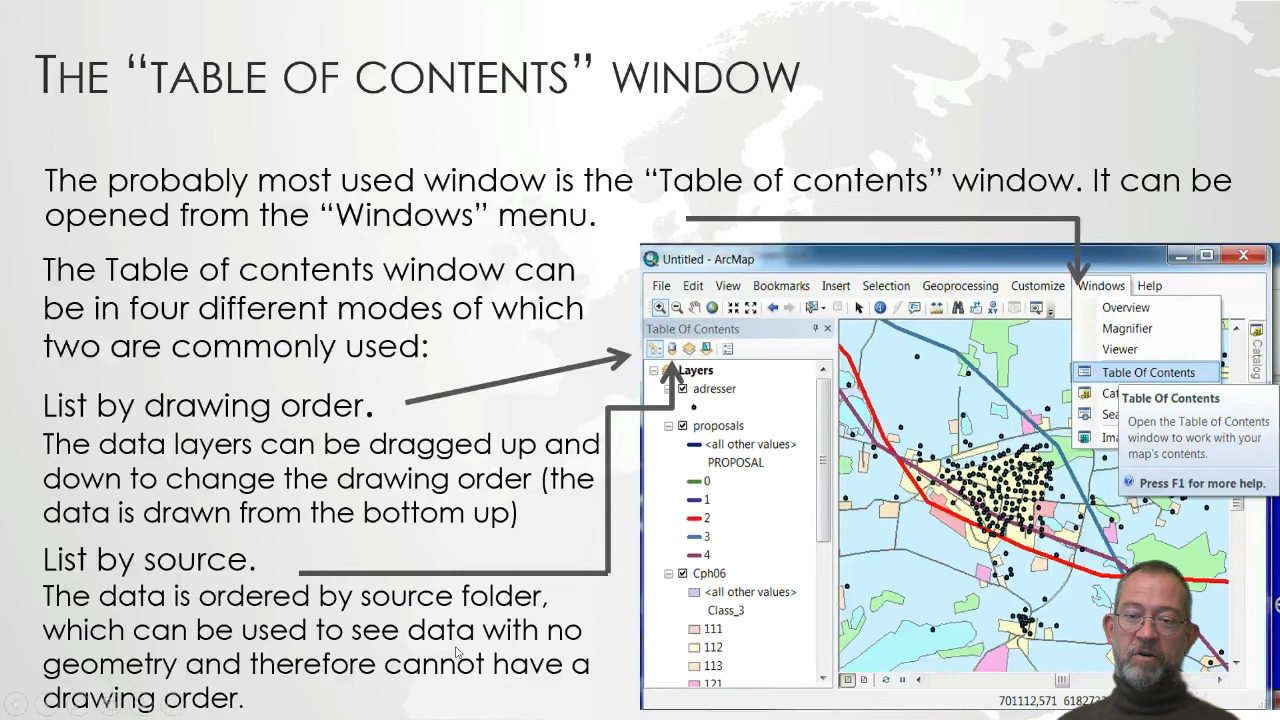 THE “TABLE OF CONTENTS” WINDOW
The probably most used window is the “Table of contents” window. It can be
opened from the “Windows” menu.
The Table of contents window can
be in four different modes of which
two are commonly used:
List by drawing order.
The data layers can be dragged up and
down to change the drawing order (the
data is drawn from the bottom up)
List by source.
The data is ordered by source folder,
which can be used to see data with no
geometry and therefore cannot have a
drawing order.
Untitled - ArcMap
File Edit View Bookmarks Insert Selection Geoprocessing Customize Windows Help
Table Of Contents
Layers
adresser
proposals
<all other values>
PROPOSAL
0
1
2
3
4
Cph06
<all other values>
Class_3
111
112
113
121
Overview
Magnifier
Viewer
Table Of Contents
Table Of Contents
Open the Table of Contents
window to work with your
map's contents.
Press F1 for more help.
Catalog
701112,571